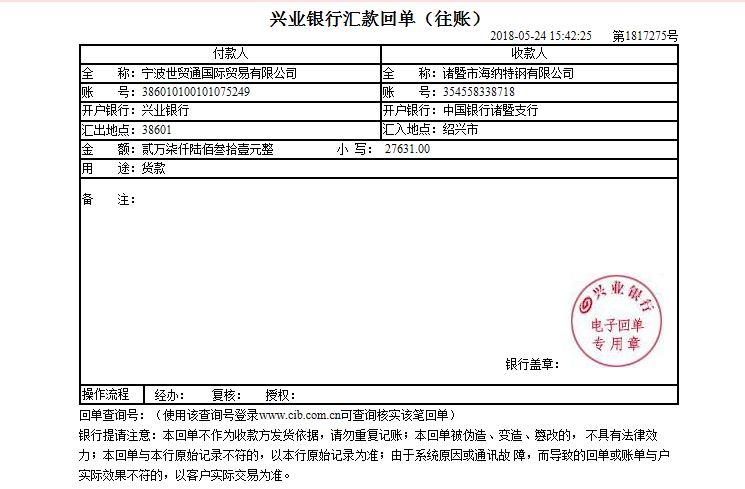 兴业银行汇款回单（往账）
2018-05-24 15:42:25 第1817275号
付款人 收款人
全 称：宁波世贸通国际贸易有限公司 全 称：诸暨市海纳特钢有限公司
账 号：386010100101075249 账 号：354558338718
开户银行：兴业银行 开户银行：中国银行诸暨支行
汇出地点：38601 汇入地点：绍兴市
金 额：贰万柒仟陆佰叁拾壹元整 小 写： 27631.00
用 途：货款
备 注：
兴业银行
电子回单
专用章
银行盖章：
操作流程 经办： 复核： 授权：
回单查询号：（使用该查询号登录www.cib.com.cn可查询核实该笔回单）
银行提请注意：本回单不作为收款方发货依据，请勿重复记账；本回单被伪造、变造、篡改的，不具有法律效
力；本回单与本行原始记录不符的，以本行原始记录为准；由于系统原因或通讯故 障，而导致的回单或账单与户
实际效果不符的，以客户实际交易为准。